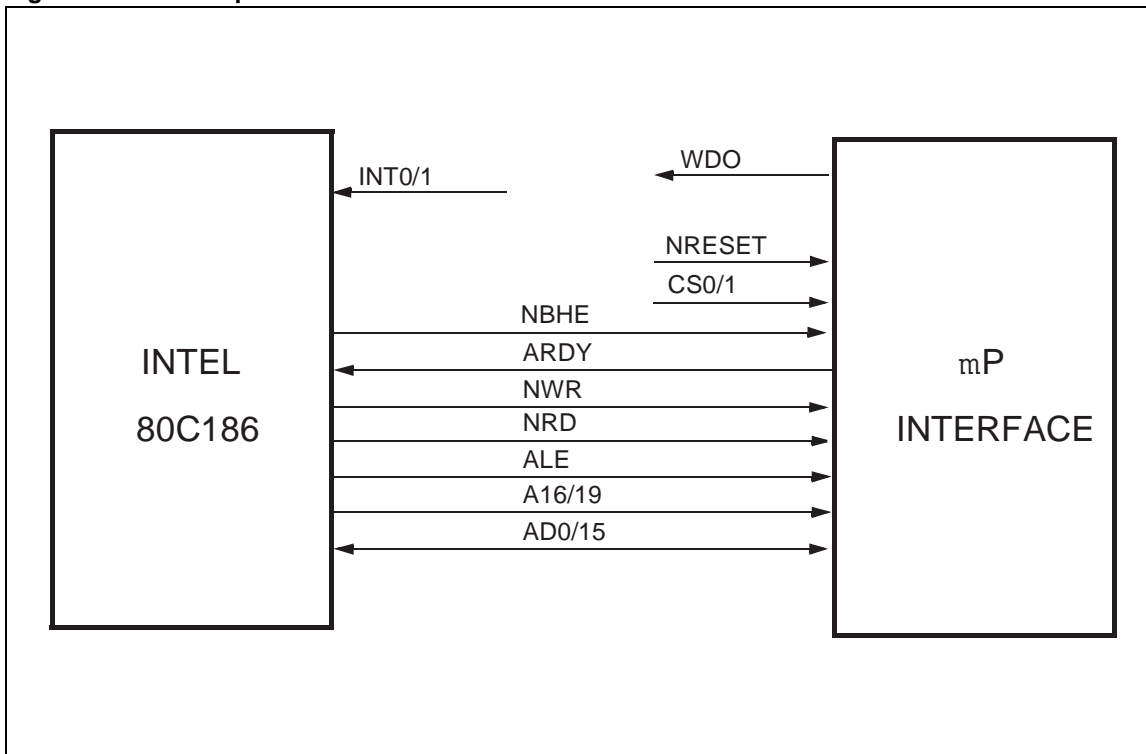 INT0/1
WDO
NRESET
CS0/1
NBHE
ARDY
NWR
NRD
ALE
A16/19
AD0/15
INTEL
80C186
mP
INTERFACE